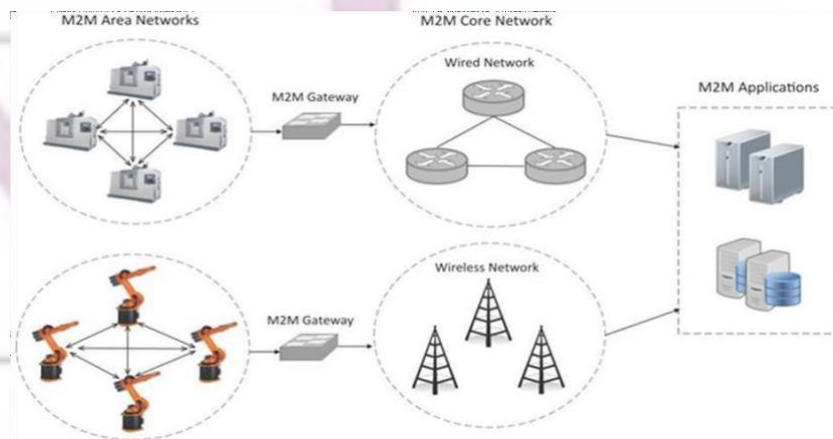 M2M Area Networks
M2M Core Network
Wired Network
M2M Gateway
M2M Applications
Wireless Network
M2M Gateway